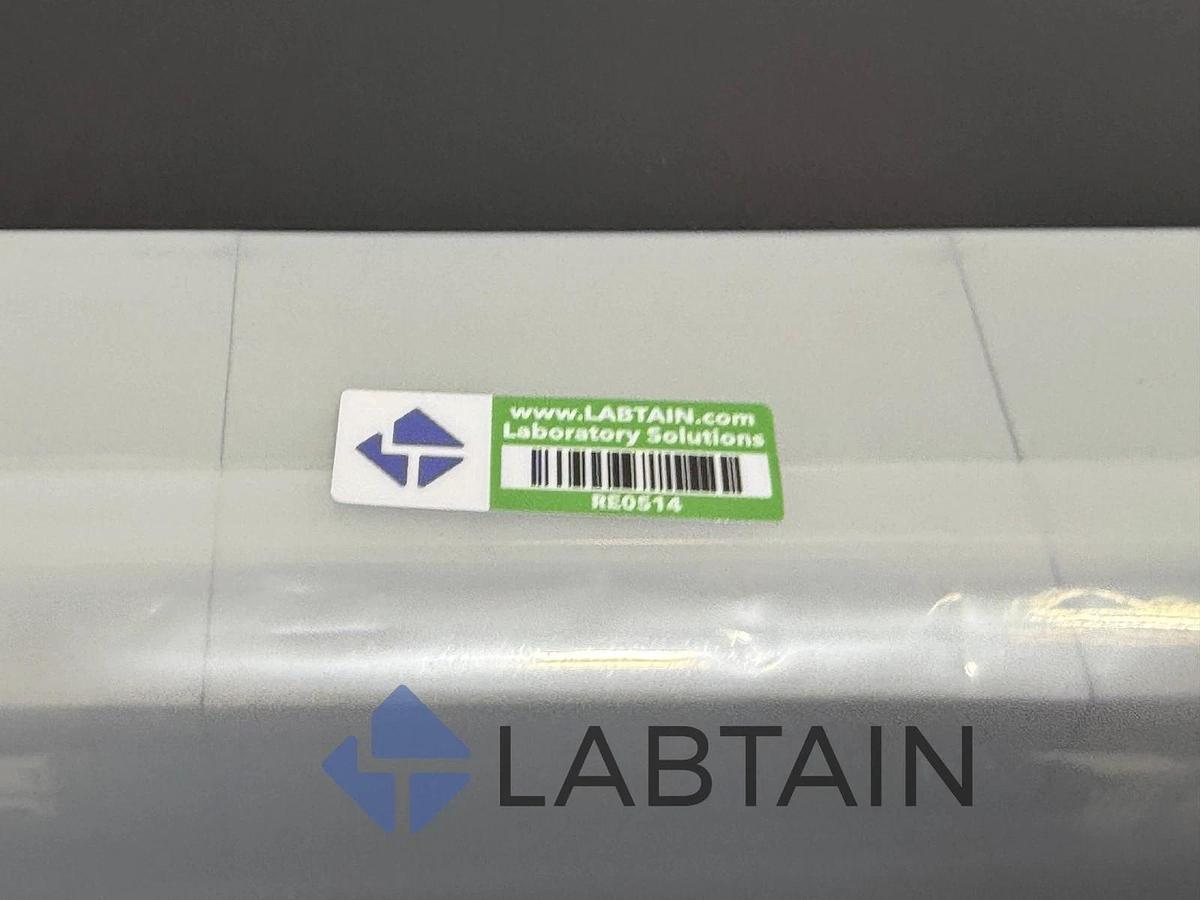 www.LABTAIN.com
Laboratory Solutions
RE0514
LABTAIN